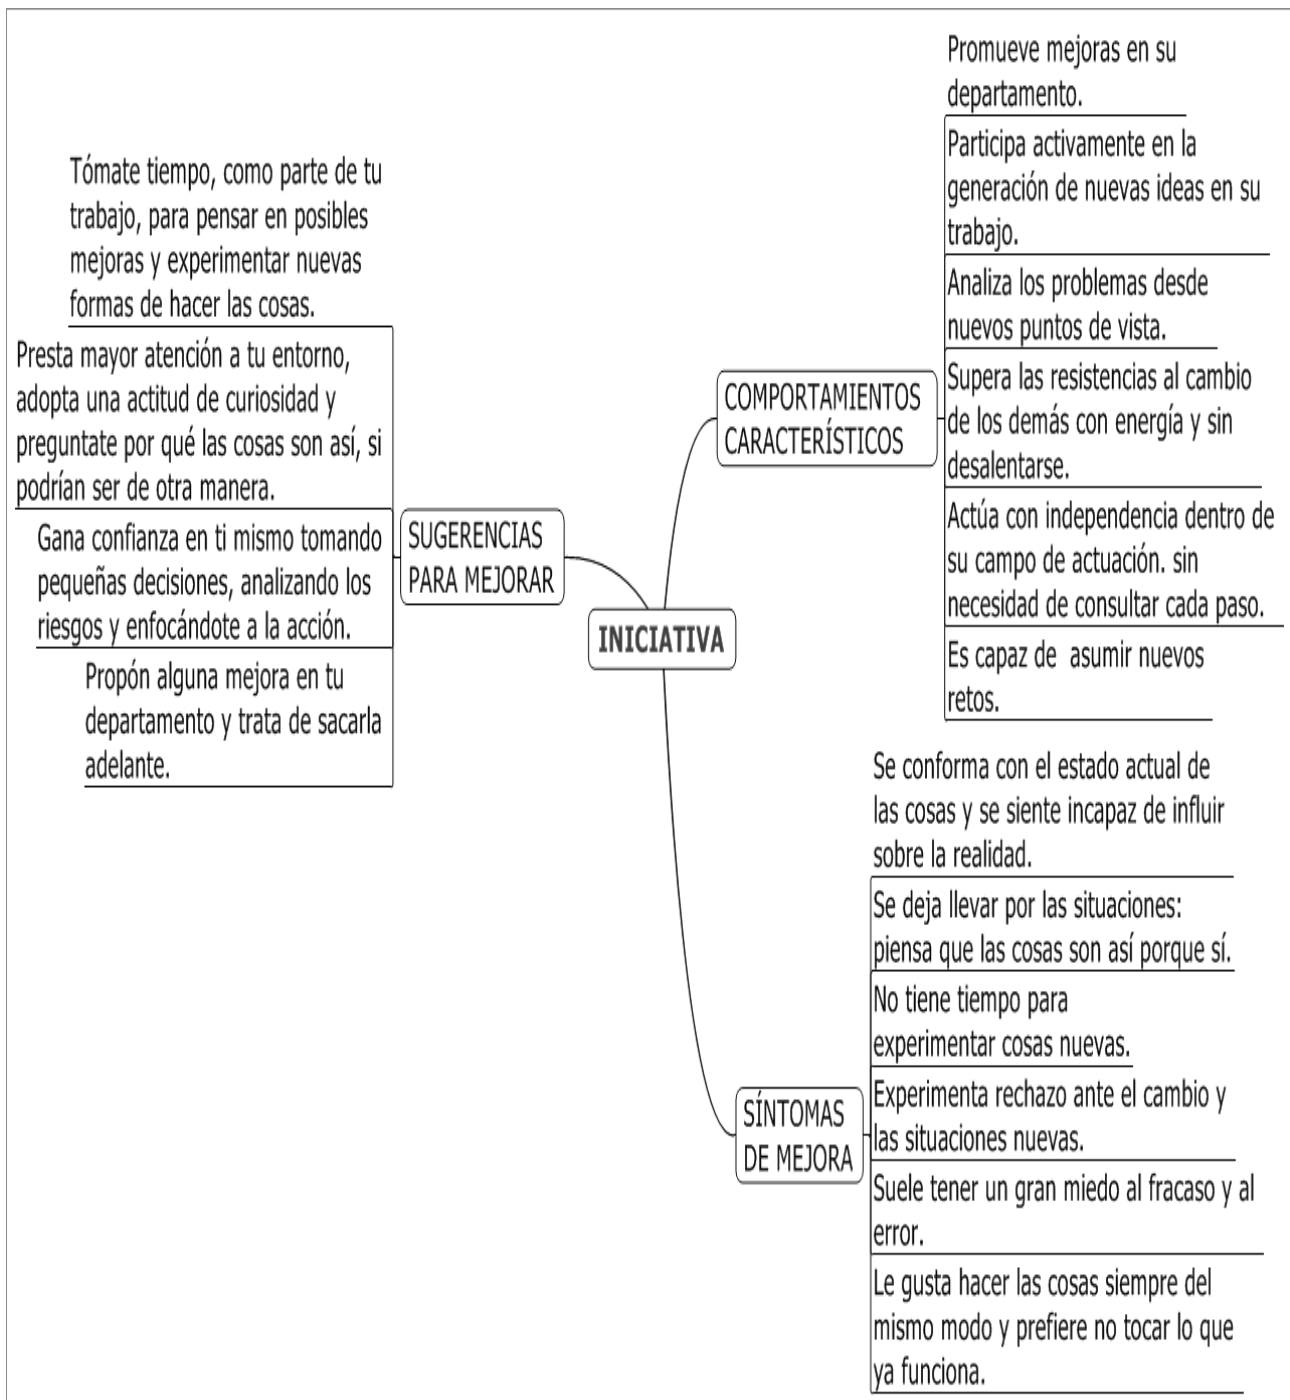 Promueve mejoras en su
departamento.
Participa activamente en la
generación de nuevas ideas en su
trabajo.
Analiza los problemas desde
nuevos puntos de vista.
Supera las resistencias al cambio
de los demás con energía y sin
desalentarse.
Actúa con independencia dentro de
su campo de actuación. sin
necesidad de consultar cada paso.
Es capaz de  asumir nuevos
retos.
COMPORTAMIENTOS
CARACTERÍSTICOS
Tómate tiempo, como parte de tu
trabajo, para pensar en posibles
mejoras y experimentar nuevas
formas de hacer las cosas.
Presta mayor atención a tu entorno,
adopta una actitud de curiosidad y
preguntate por qué las cosas son así, si
podrían ser de otra manera.
Gana confianza en ti mismo tomando
pequeñas decisiones, analizando los
riesgos y enfocándote a la acción.
Propón alguna mejora en tu
departamento y trata de sacarla
adelante.
SUGERENCIAS
PARA MEJORAR
INICIATIVA
SÍNTOMAS
DE MEJORA
Se conforma con el estado actual de
las cosas y se siente incapaz de influir
sobre la realidad.
Se deja llevar por las situaciones:
piensa que las cosas son así porque sí.
No tiene tiempo para
experimentar cosas nuevas.
Experimenta rechazo ante el cambio y
las situaciones nuevas.
Suele tener un gran miedo al fracaso y al
error.
Le gusta hacer las cosas siempre del
mismo modo y prefiere no tocar lo que
ya funciona.